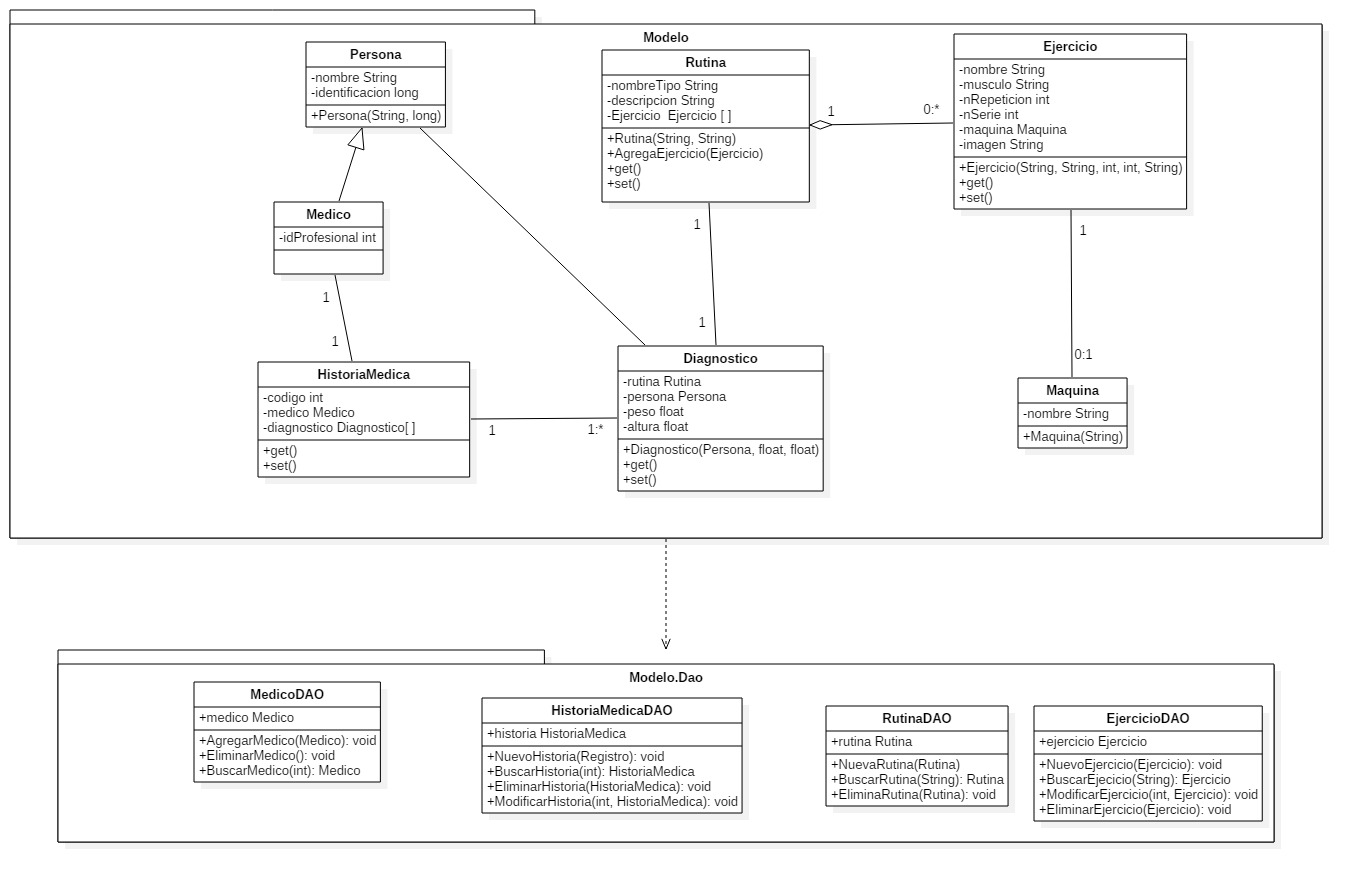 Modelo
Persona
-nombre String
-identificacion long
+Persona(String, long)
Rutina
-nombreTipo String
-descripcion String
-Ejercicio  Ejercicio [ ]
+Rutina(String, String)
+AgregaEjercicio(Ejercicio)
+get()
+set()
1
0:*
Ejercicio
-nombre String
-musculo String
-nRepeticion int
-nSerie int
-maquina Maquina
-imagen String
+Ejercicio(String, String, int, int, String)
+get()
+set()
Medico
-idProfesional int
1
1
1
1
1
0:1
HistoriaMedica
-codigo int
-medico Medico
-diagnostico Diagnostico[ ]
+get()
+set()
1
1:*
Diagnostico
-rutina Rutina
-persona Persona
-peso float
-altura float
+Diagnostico(Persona, float, float)
+get()
+set()
Maquina
-nombre String
+Maquina(String)
Modelo.Dao
MedicoDAO
+medico Medico
+AgregarMedico(Medico): void
+EliminarMedico(): void
+BuscarMedico(int): Medico
HistoriaMedicaDAO
+historia HistoriaMedica
+NuevoHistoria(Registro): void
+BuscarHistoria(int): HistoriaMedica
+EliminarHistoria(HistoriaMedica): void
+ModificarHistoria(int, HistoriaMedica): void
RutinaDAO
+rutina Rutina
+NuevaRutina(Rutina)
+BuscarRutina(String): Rutina
+EliminaRutina(Rutina): void
EjercicioDAO
+ejercicio Ejercicio
+NuevoEjercicio(Ejercicio): void
+BuscarEjecicio(String): Ejercicio
+ModificarEjercicio(int, Ejercicio): void
+EliminarEjercicio(Ejercicio): void